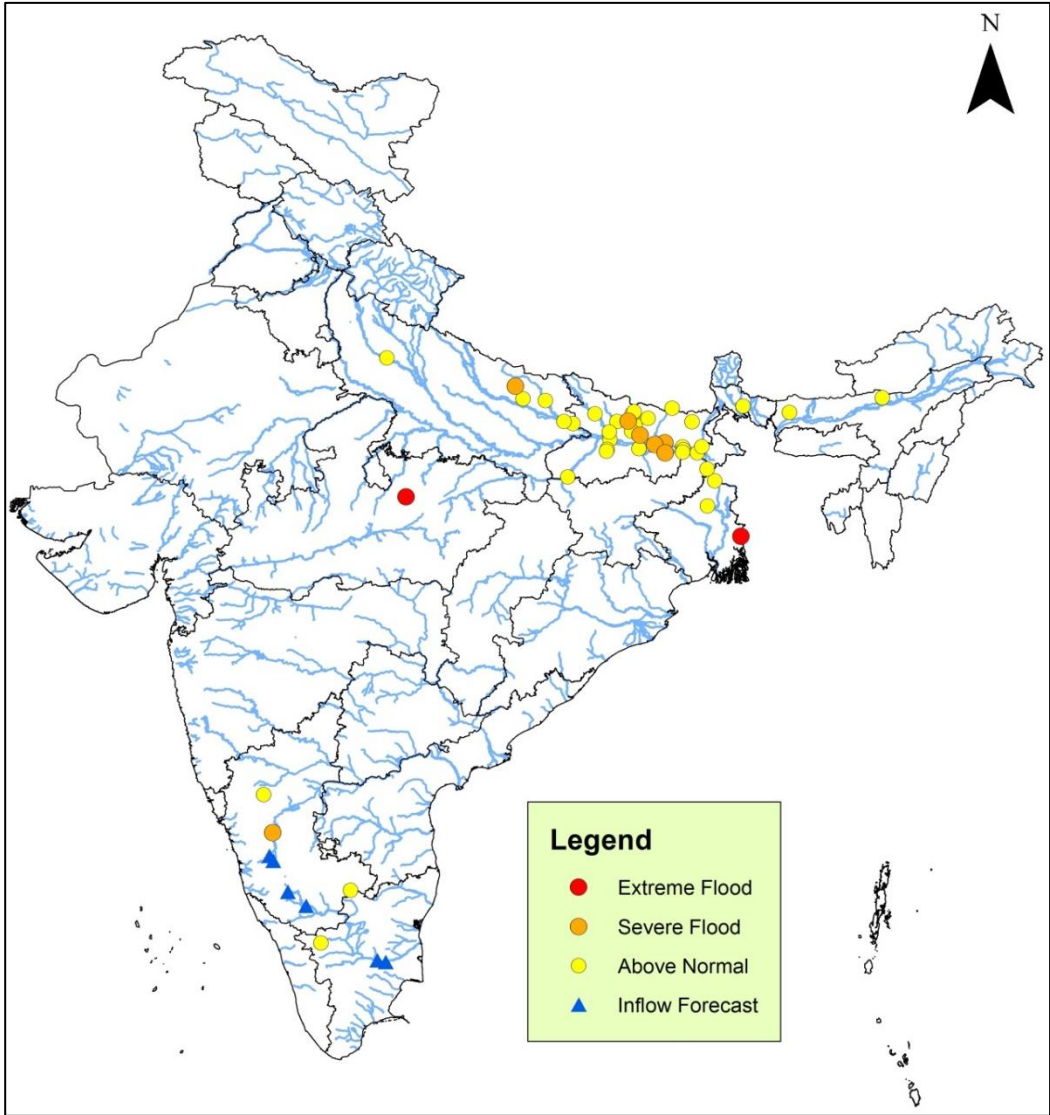 N
Legend
Extreme Flood
Severe Flood
Above Normal
Inflow Forecast